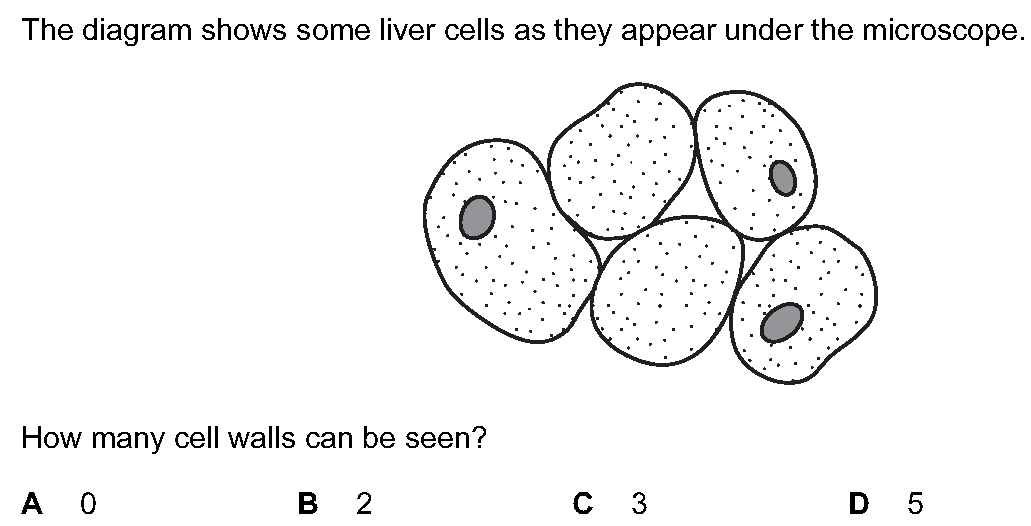 The diagram shows some liver cells as they appear under the microscope.
How many cell walls can be seen?
A 0 B 2 C 3 D 5